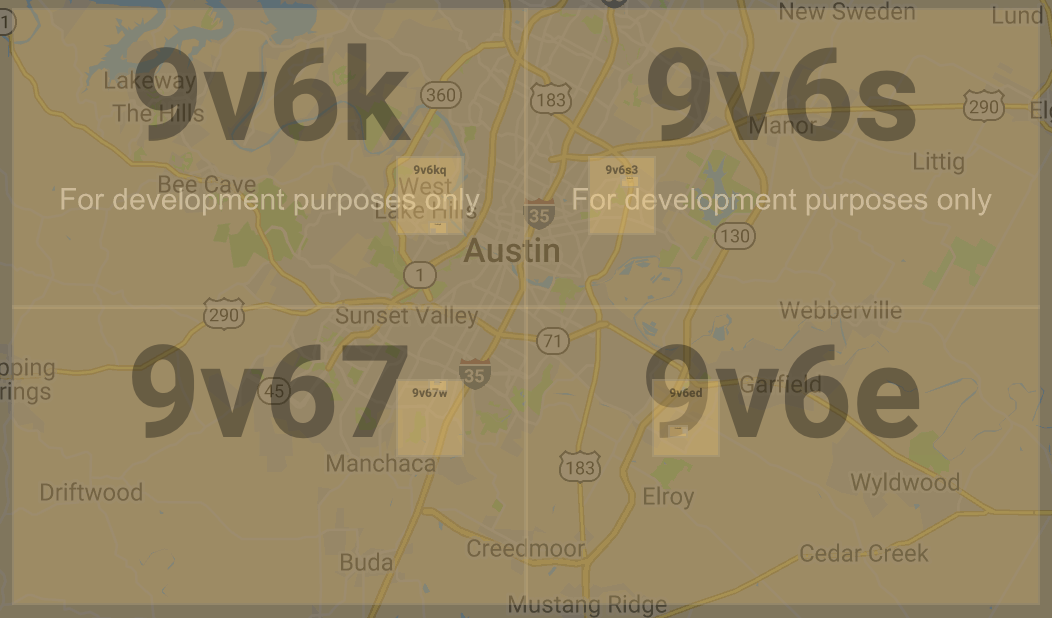 New Sweden
Lund
1
9v6k
9v6s
Lakeway
The Hills
360
183
290
Manor
Littig
9v6kq
9v6s3
Bee Cave
West
Lake Hills
For development purposes only
For development purposes only
35
130
Austin
1
290
Sunset Valley
Webberville
71
9v67
9v6e
oping
rings
45
35
9v67w
9v6ed
Garfield
Manchaca
183
Driftwood
Elroy
Wyldwood
Buda
Creedmoor
Cedar Creek
Mustang Ridge